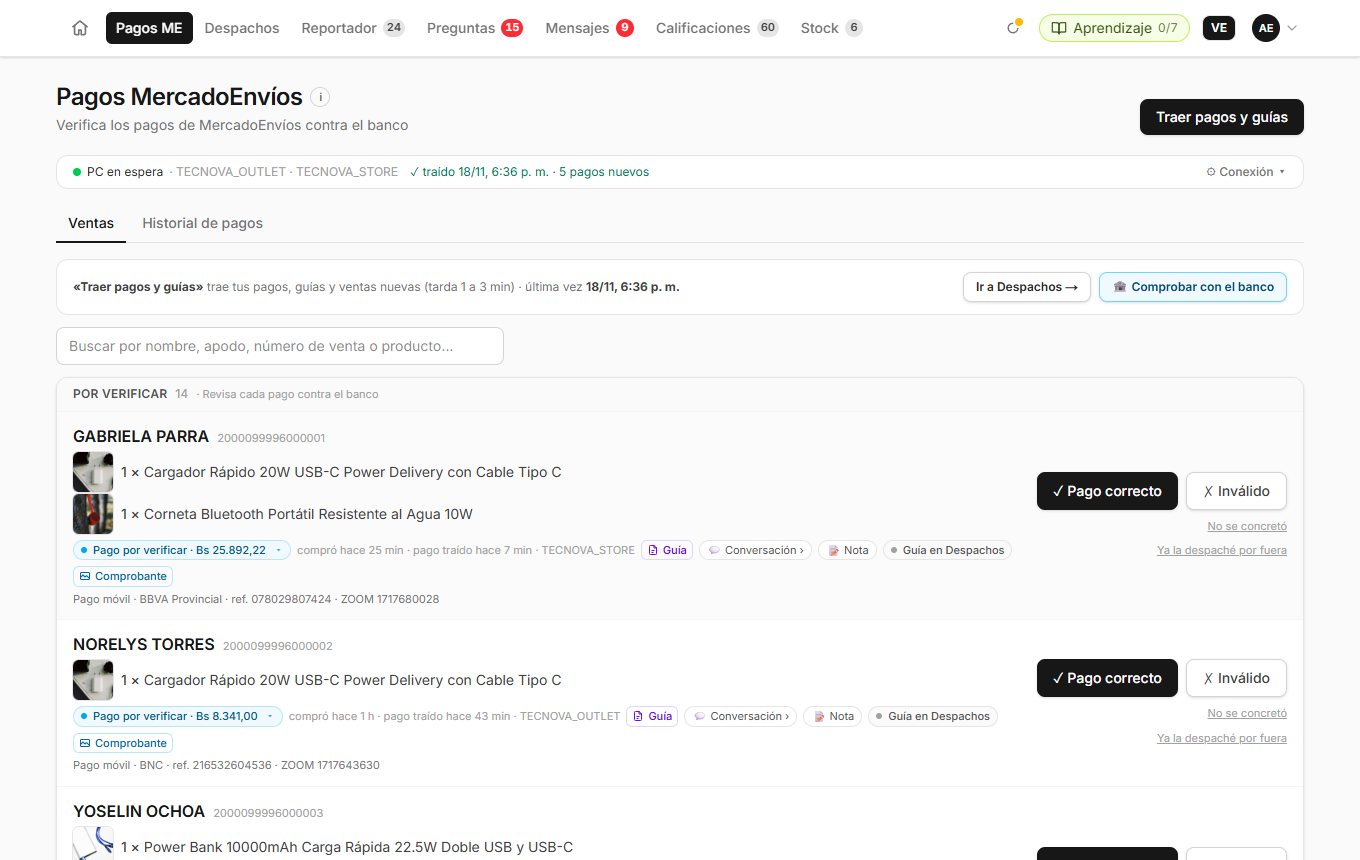 Pagos ME Despachos Reportador 24 Preguntas 15 Mensajes 9 Calificaciones 60 Stock 6 Aprendizaje 0/7 VE AE
Pagos MercadoEnvíos i
Verifica los pagos de MercadoEnvíos contra el banco
Traer pagos y guías
PC en espera · TECNOVA_OUTLET · TECNOVA_STORE ✓ traído 18/11, 6:36 p. m. · 5 pagos nuevos
Conexión ▾
Ventas Historial de pagos
«Traer pagos y guías» trae tus pagos, guías y ventas nuevas (tarda 1 a 3 min) · última vez 18/11, 6:36 p. m.
Ir a Despachos → Comprobar con el banco
Buscar por nombre, apodo, número de venta o producto...
POR VERIFICAR 14 · Revisa cada pago contra el banco
GABRIELA PARRA 2000099996000001
1 × Cargador Rápido 20W USB-C Power Delivery con Cable Tipo C
1 × Corneta Bluetooth Portátil Resistente al Agua 10W
✓ Pago correcto ✗ Inválido
No se concretó
Pago por verificar · Bs 25.892,22 compró hace 25 min · pago traído hace 7 min · TECNOVA_STORE Guía Conversación › Nota Guía en Despachos
Ya la despaché por fuera
Comprobante
Pago móvil · BBVA Provincial · ref. 078029807424 · ZOOM 1717680028
NORELYS TORRES 2000099996000002
1 × Cargador Rápido 20W USB-C Power Delivery con Cable Tipo C
✓ Pago correcto ✗ Inválido
No se concretó
Pago por verificar · Bs 8.341,00 compró hace 1 h · pago traído hace 43 min · TECNOVA_OUTLET Guía Conversación › Nota Guía en Despachos
Ya la despaché por fuera
Comprobante
Pago móvil · BNC · ref. 216532604536 · ZOOM 1717643630
YOSELIN OCHOA 2000099996000003
1 × Power Bank 10000mAh Carga Rápida 22.5W Doble USB y USB-C